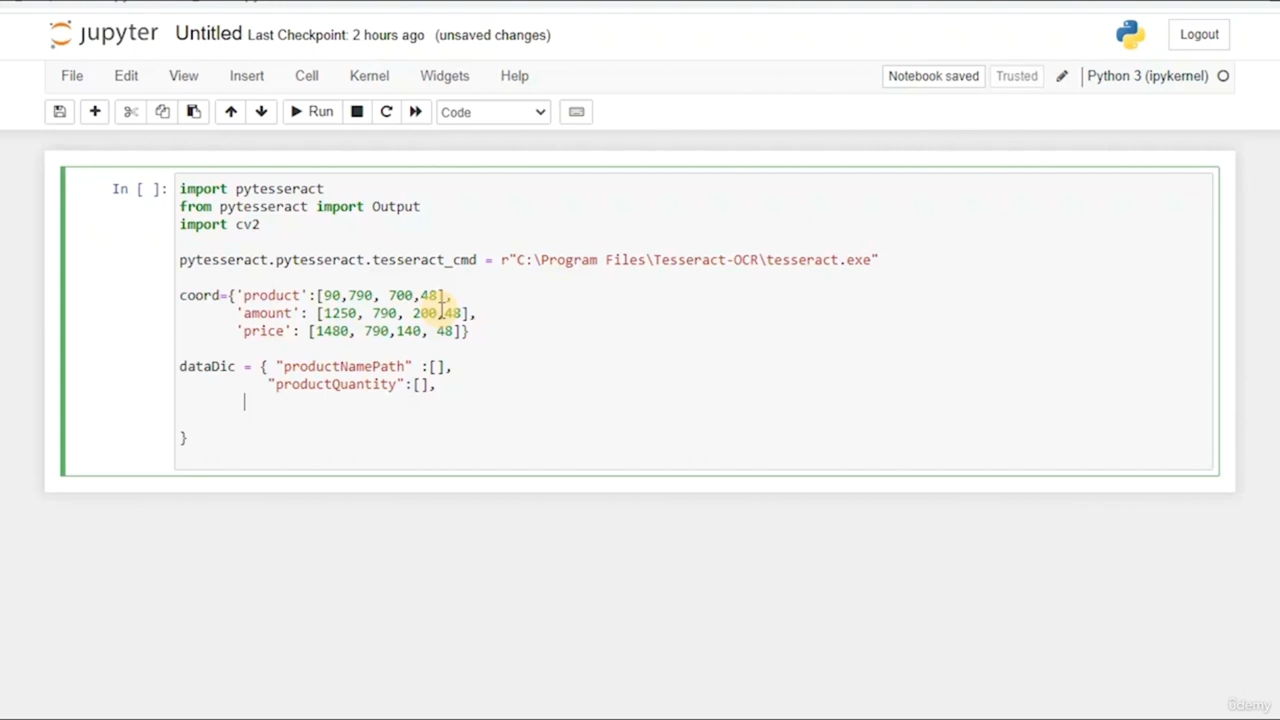 jupyter Untitled Last Checkpoint: 2 hours ago (unsaved changes) Logout
File Edit View Insert Cell Kernel Widgets Help Notebook saved Trusted Python 3 (ipykernel)
Run Code
In [ ]: import pytesseract
from pytesseract import Output
import cv2
pytesseract.pytesseract.tesseract_cmd = r"C:\Program Files\Tesseract-OCR\tesseract.exe"
coord={'product':[90,790, 700,48],
'amount': [1250, 790, 200,48],
'price': [1480, 790,140, 48]}
dataDic = { "productNamePath" :[],
"productQuantity":[],
}
ûdemy